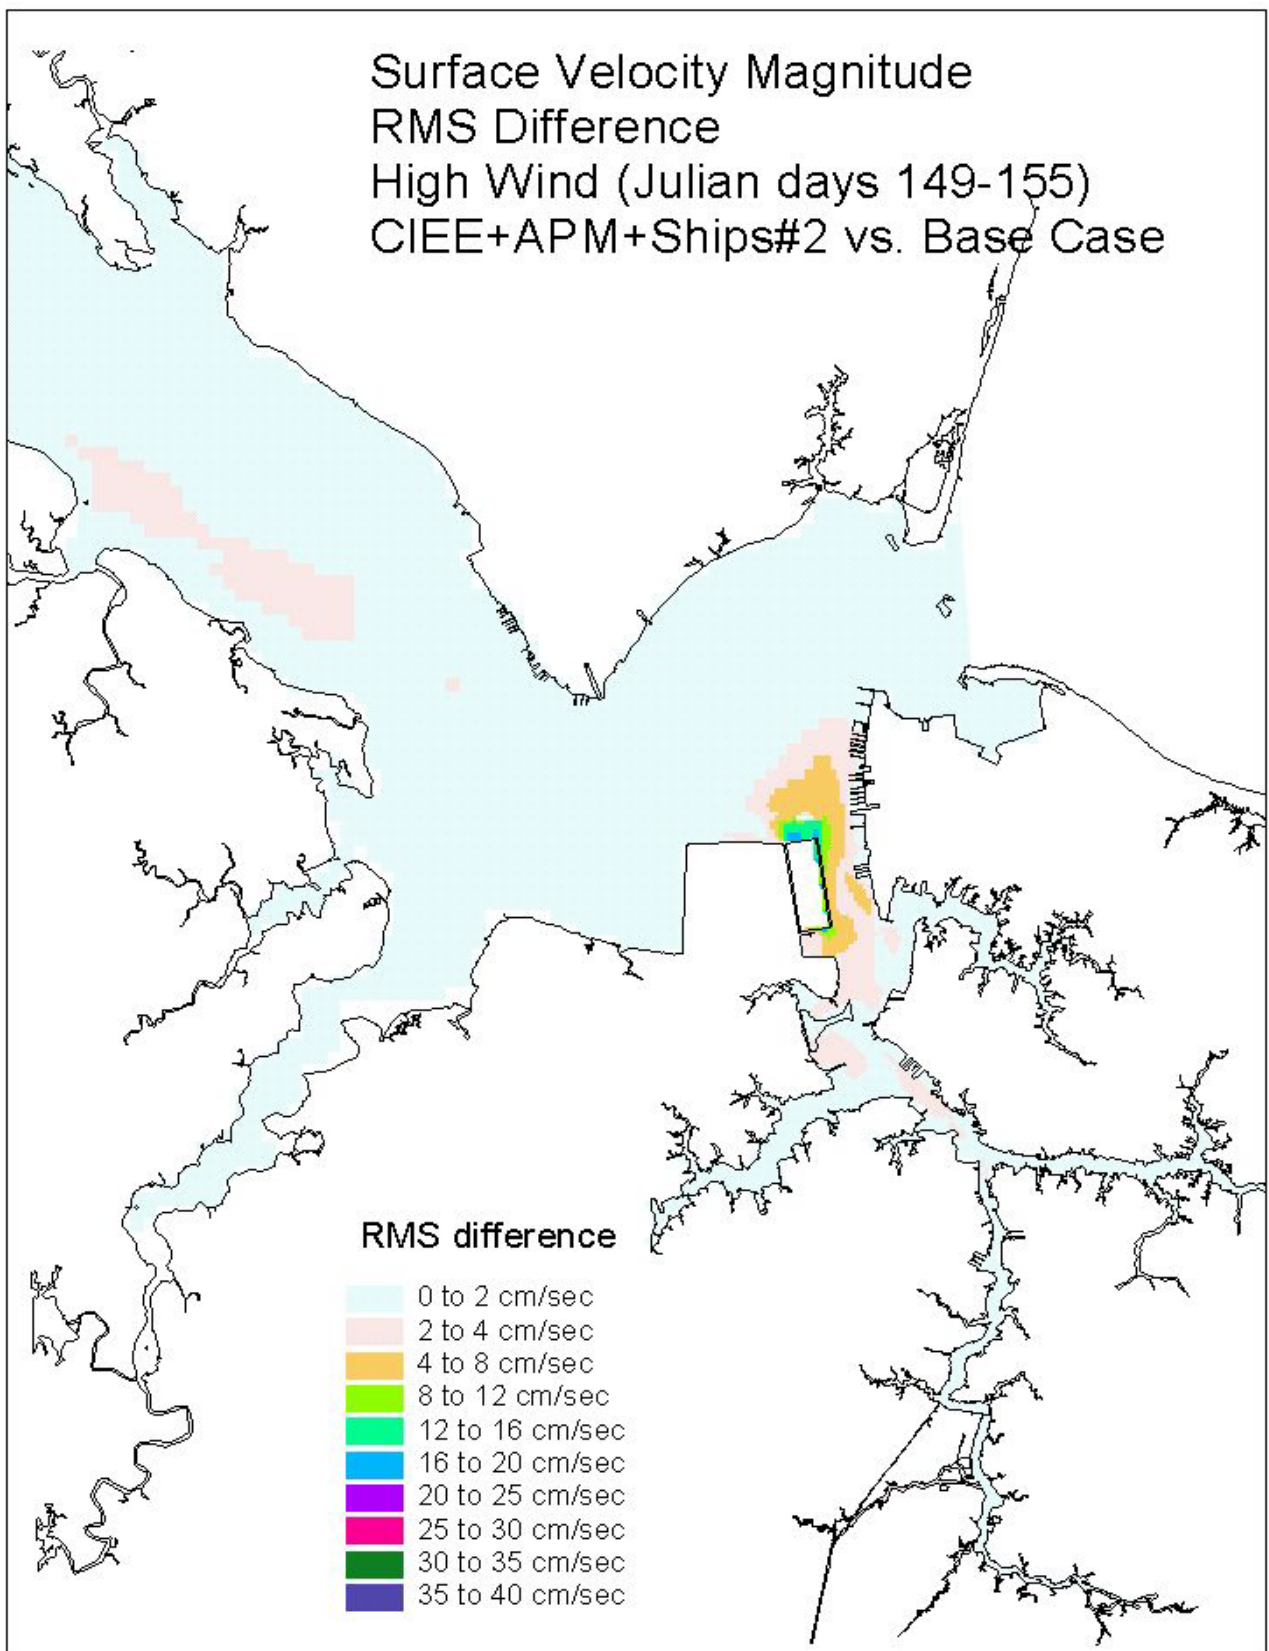 Surface Velocity Magnitude
RMS Difference
High Wind (Julian days 149-155)
CIEE+APM+Ships#2 vs. Base Case
RMS difference
0 to 2 cm/sec
2 to 4 cm/sec
4 to 8 cm/sec
8 to 12 cm/sec
12 to 16 cm/sec
16 to 20 cm/sec
20 to 25 cm/sec
25 to 30 cm/sec
30 to 35 cm/sec
35 to 40 cm/sec